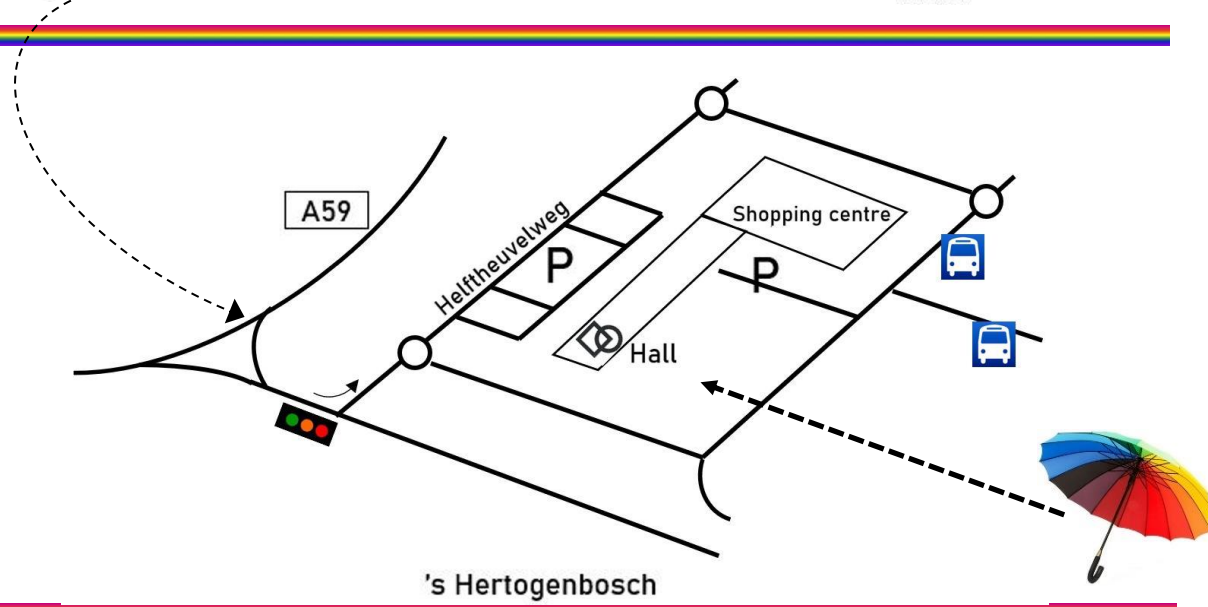 A59
Helftheuvelweg
P
Shopping centre
P
Hall
's Hertogenbosch